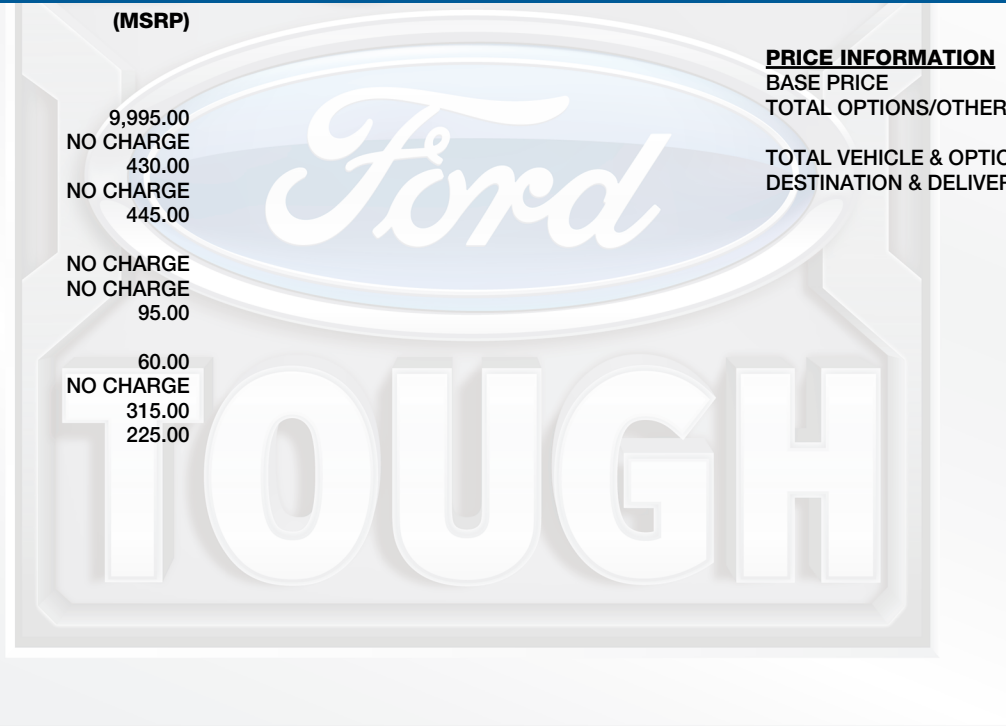 (MSRP)
9,995.00
NO CHARGE
430.00
NO CHARGE
445.00
NO CHARGE
NO CHARGE
95.00
60.00
NO CHARGE
315.00
225.00
PRICE INFORMATION
BASE PRICE
TOTAL OPTIONS/OTHER
TOTAL VEHICLE & OPTIO
DESTINATION & DELIVER
Ford
TOUGH